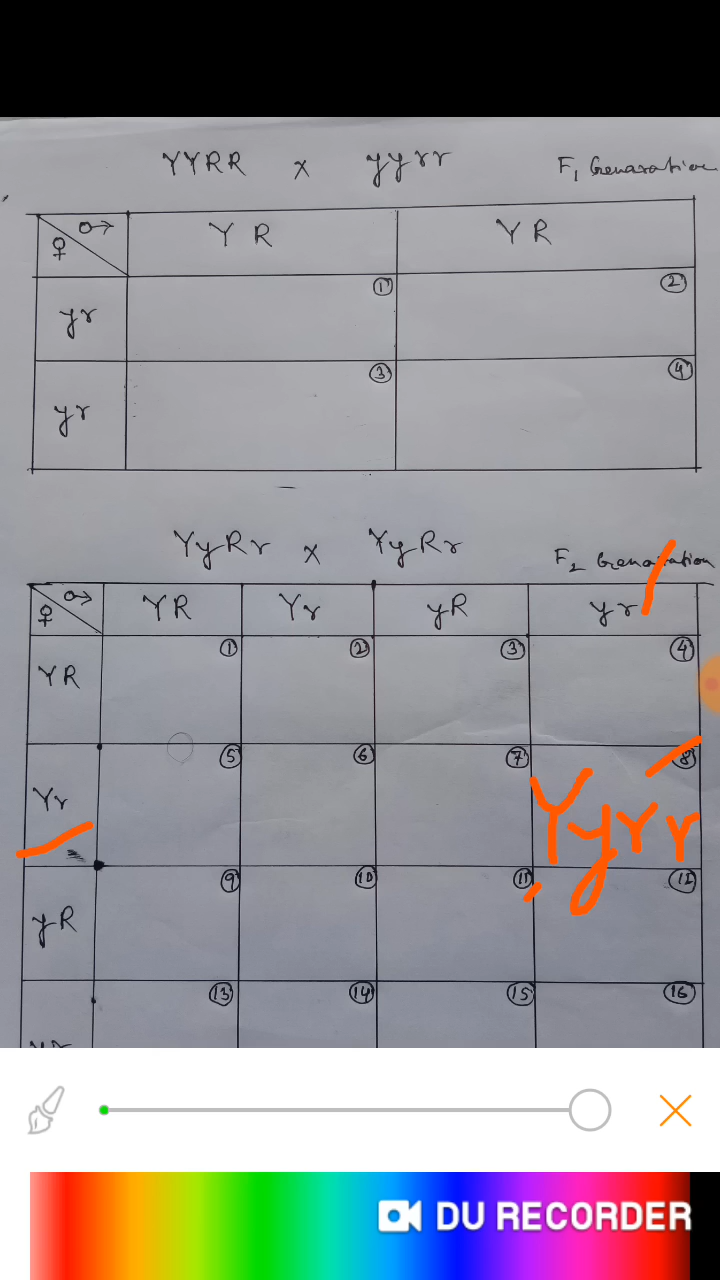 YYRR x yyrr F₁ Genaration
♀ ♂ YR YR
yr ① ②
yr ③ ④
YyRr x YyRr F₂ Genaration
♀ ♂ YR Yr yR yr
YR ① ② ③ ④
Yr ⑤ ⑥ ⑦ ⑧ Yyrr
yR ⑨ ⑩ ⑪ ⑫
⑬ ⑭ ⑮ ⑯
DU RECORDER